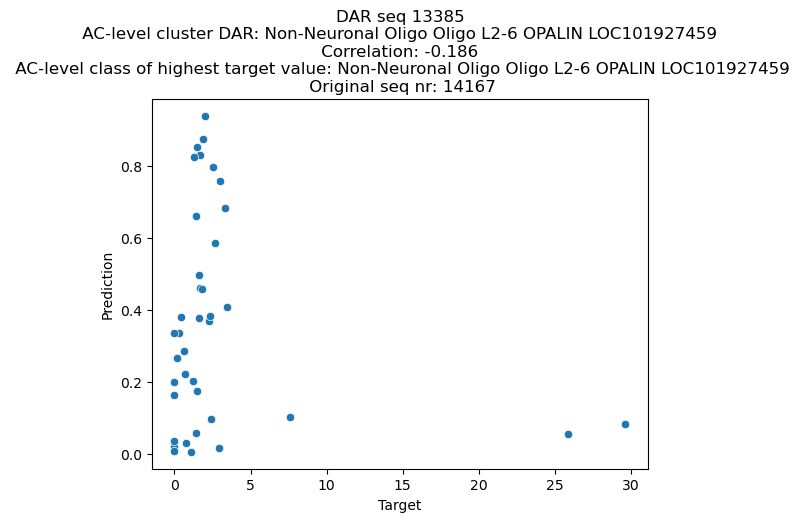 DAR seq 13385
AC-level cluster DAR: Non-Neuronal Oligo Oligo L2-6 OPALIN LOC101927459
Correlation: -0.186
AC-level class of highest target value: Non-Neuronal Oligo Oligo L2-6 OPALIN LOC101927459
Original seq nr: 14167
0.8
0.6
0.4
0.2
0.0
Prediction
0 5 10 15 20 25 30
Target